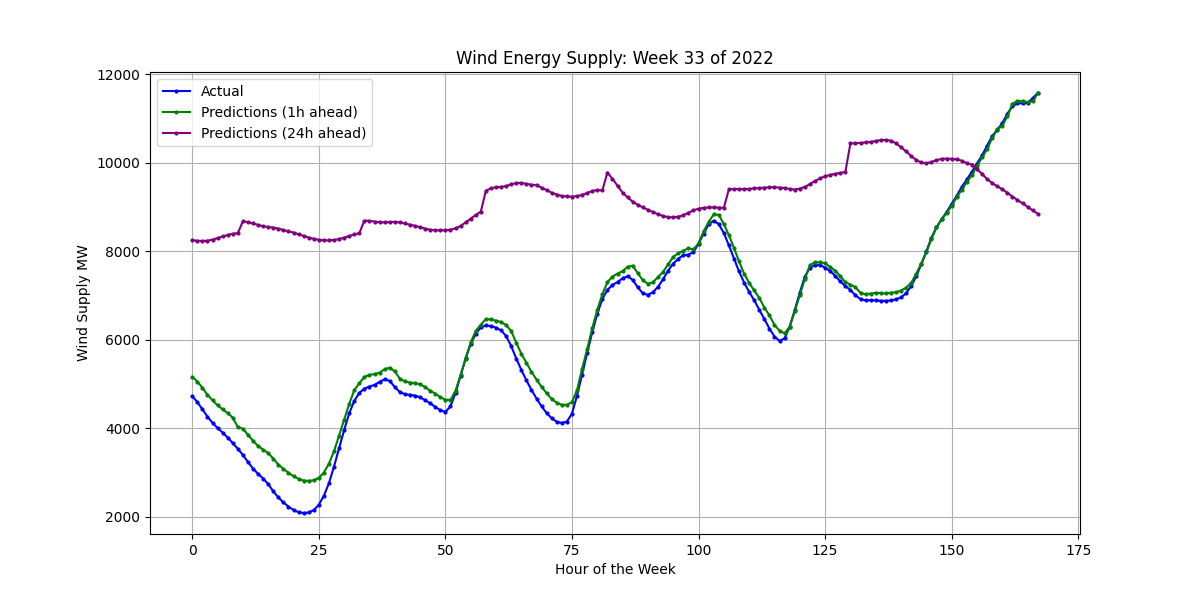 Wind Energy Supply: Week 33 of 2022
12000
10000
8000
6000
4000
2000
Wind Supply MW
Actual
Predictions (1h ahead)
Predictions (24h ahead)
0 25 50 75 100 125 150 175
Hour of the Week